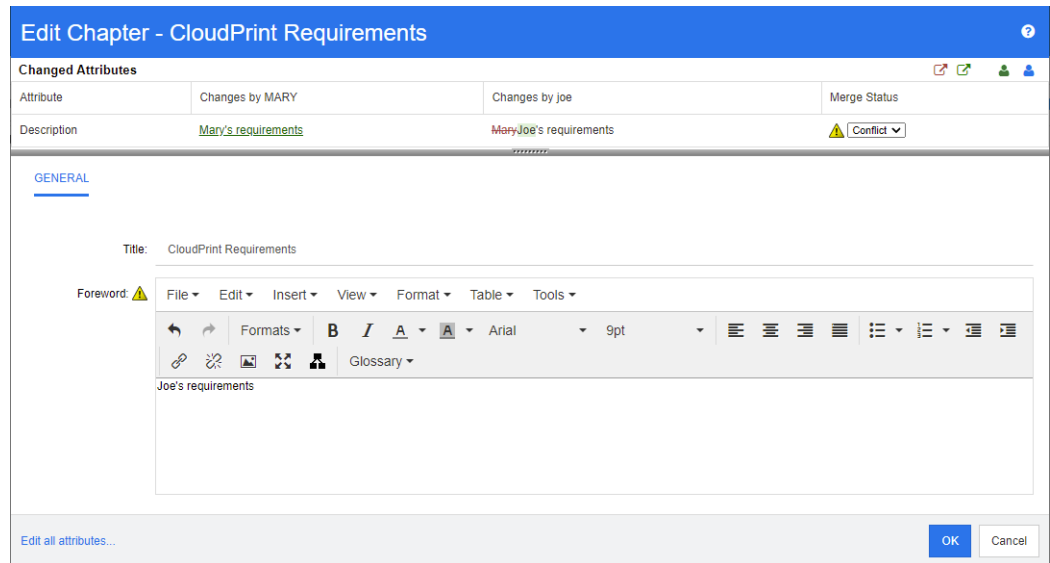 Edit Chapter - CloudPrint Requirements
Changed Attributes
Attribute Changes by MARY Changes by joe Merge Status
Description Mary's requirements MaryJoe's requirements Conflict
GENERAL
Title: CloudPrint Requirements
Foreword: File Edit Insert View Format Table Tools
Formats B I A A Arial 9pt
Glossary
Joe's requirements
Edit all attributes... OK Cancel